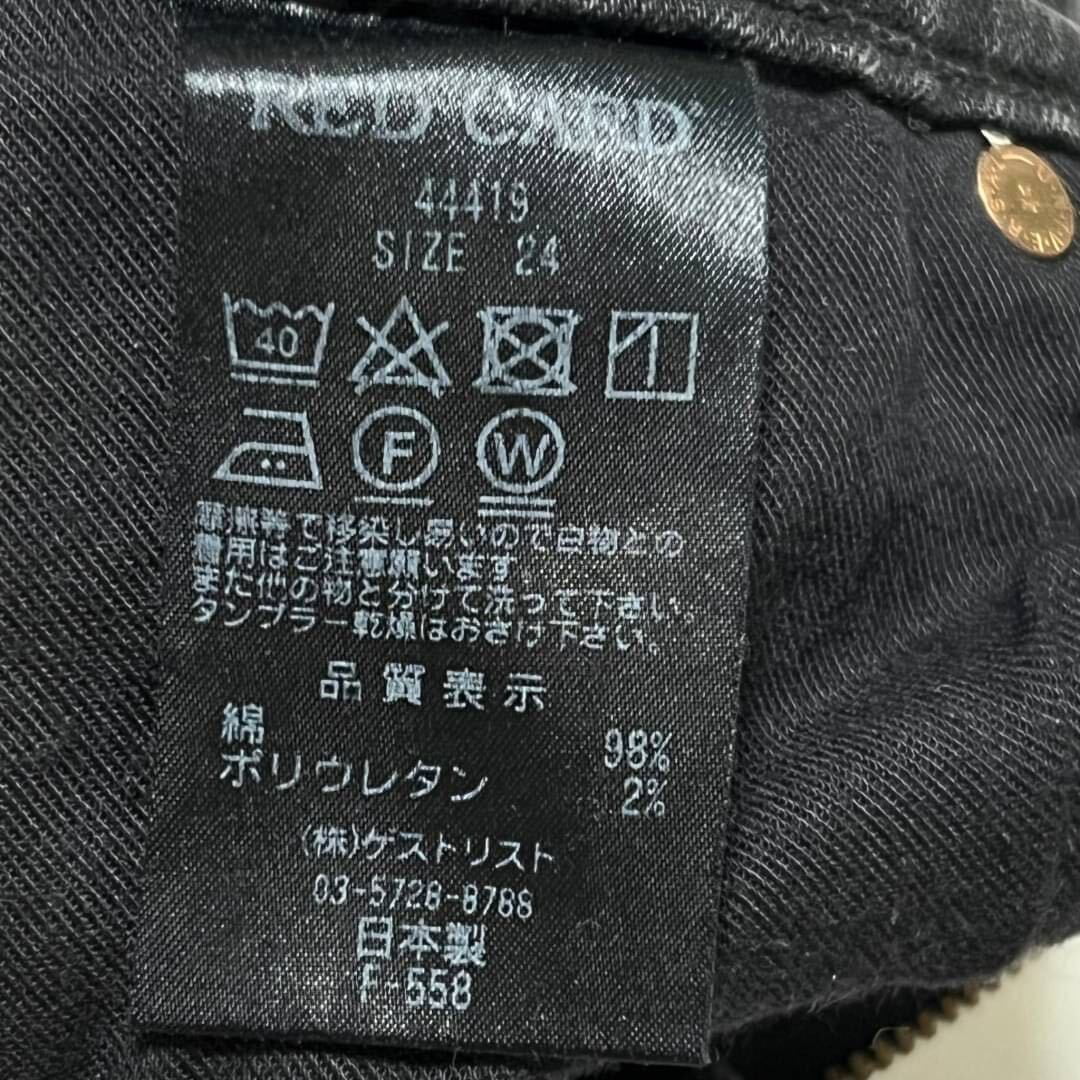 RED CARD
44419
SIZE 24
40
F W
摩擦等で移染し易いので白物との
着用はご注意願います
また他の物と分けて洗って下さい。
タンブラー乾燥はおさけ下さい。
品質表示
綿 98%
ポリウレタン 2%
(株)ゲストリスト
03-5728-8788
日本製
F-558